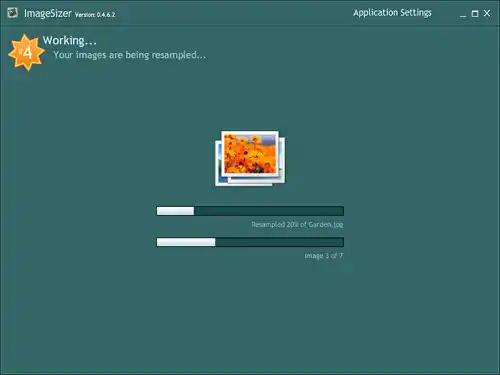 ImageSizer Version: 0.4.6.2
Application Settings
#4
Working...
Your images are being resampled...
Resampled 20% of Garden.jpg
Image 3 of 7